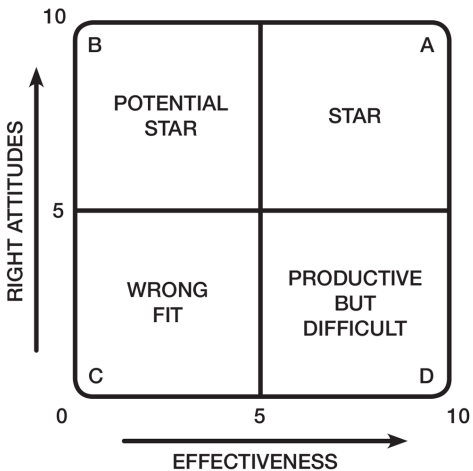 10
B
A
POTENTIAL
STAR
STAR
RIGHT ATTITUDES
5
WRONG
FIT
PRODUCTIVE
BUT
DIFFICULT
C
D
0
5
10
EFFECTIVENESS